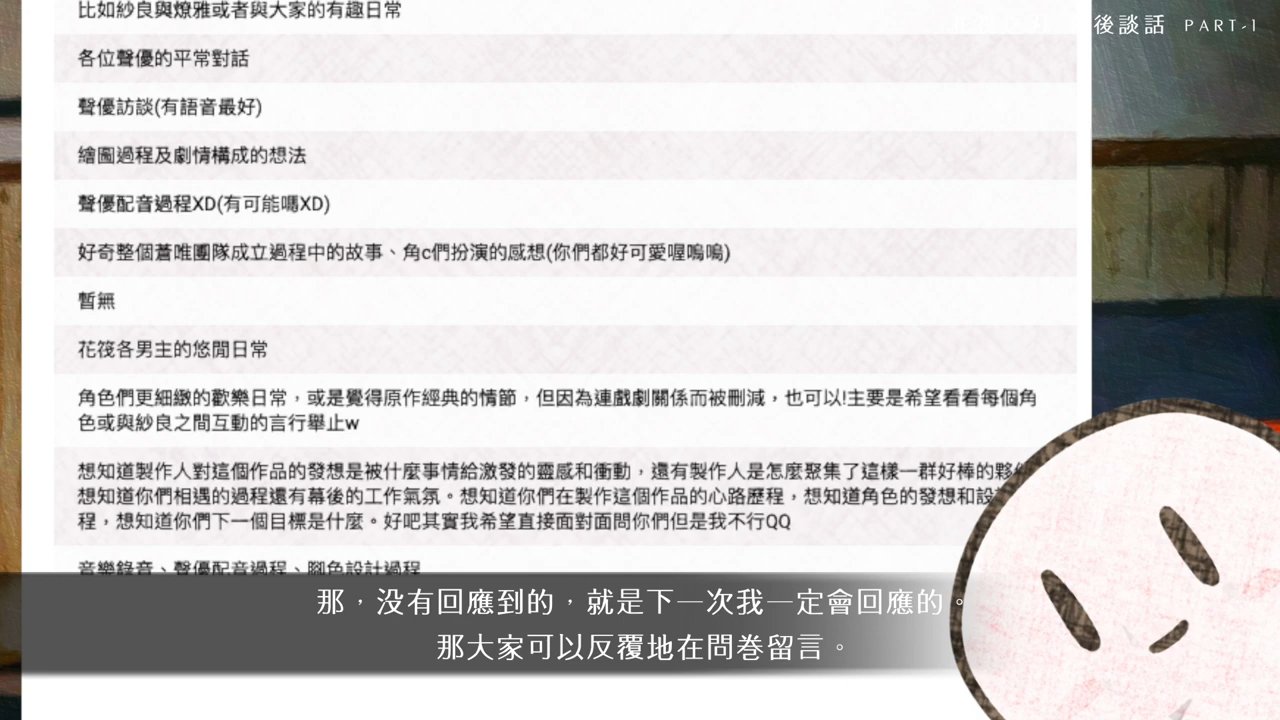 比如紗良與燎雅或者與大家的有趣日常
後談話 PART-1
各位聲優的平常對話
聲優訪談(有語音最好)
繪圖過程及劇情構成的想法
聲優配音過程XD(有可能嗎XD)
好奇整個蒼唯團隊成立過程中的故事、角c們扮演的感想(你們都好可愛喔嗚嗚)
暫無
花筏各男主的悠閒日常
角色們更細緻的歡樂日常，或是覺得原作經典的情節，但因為連戲劇關係而被刪減，也可以!主要是希望看看每個角
色或與紗良之間互動的言行舉止w
想知道製作人對這個作品的發想是被什麼事情給激發的靈感和衝動，還有製作人是怎麼聚集了這樣一群好棒的夥
想知道你們相遇的過程還有幕後的工作氣氛。想知道你們在製作這個作品的心路歷程，想知道角色的發想和設
程，想知道你們下一個目標是什麼。好吧其實我希望直接面對面問你們但是我不行QQ
音樂錄音、聲優配音過程、腳色設計過程
那，没有回應到的，就是下一次我一定會回應的。
那大家可以反覆地在問卷留言。